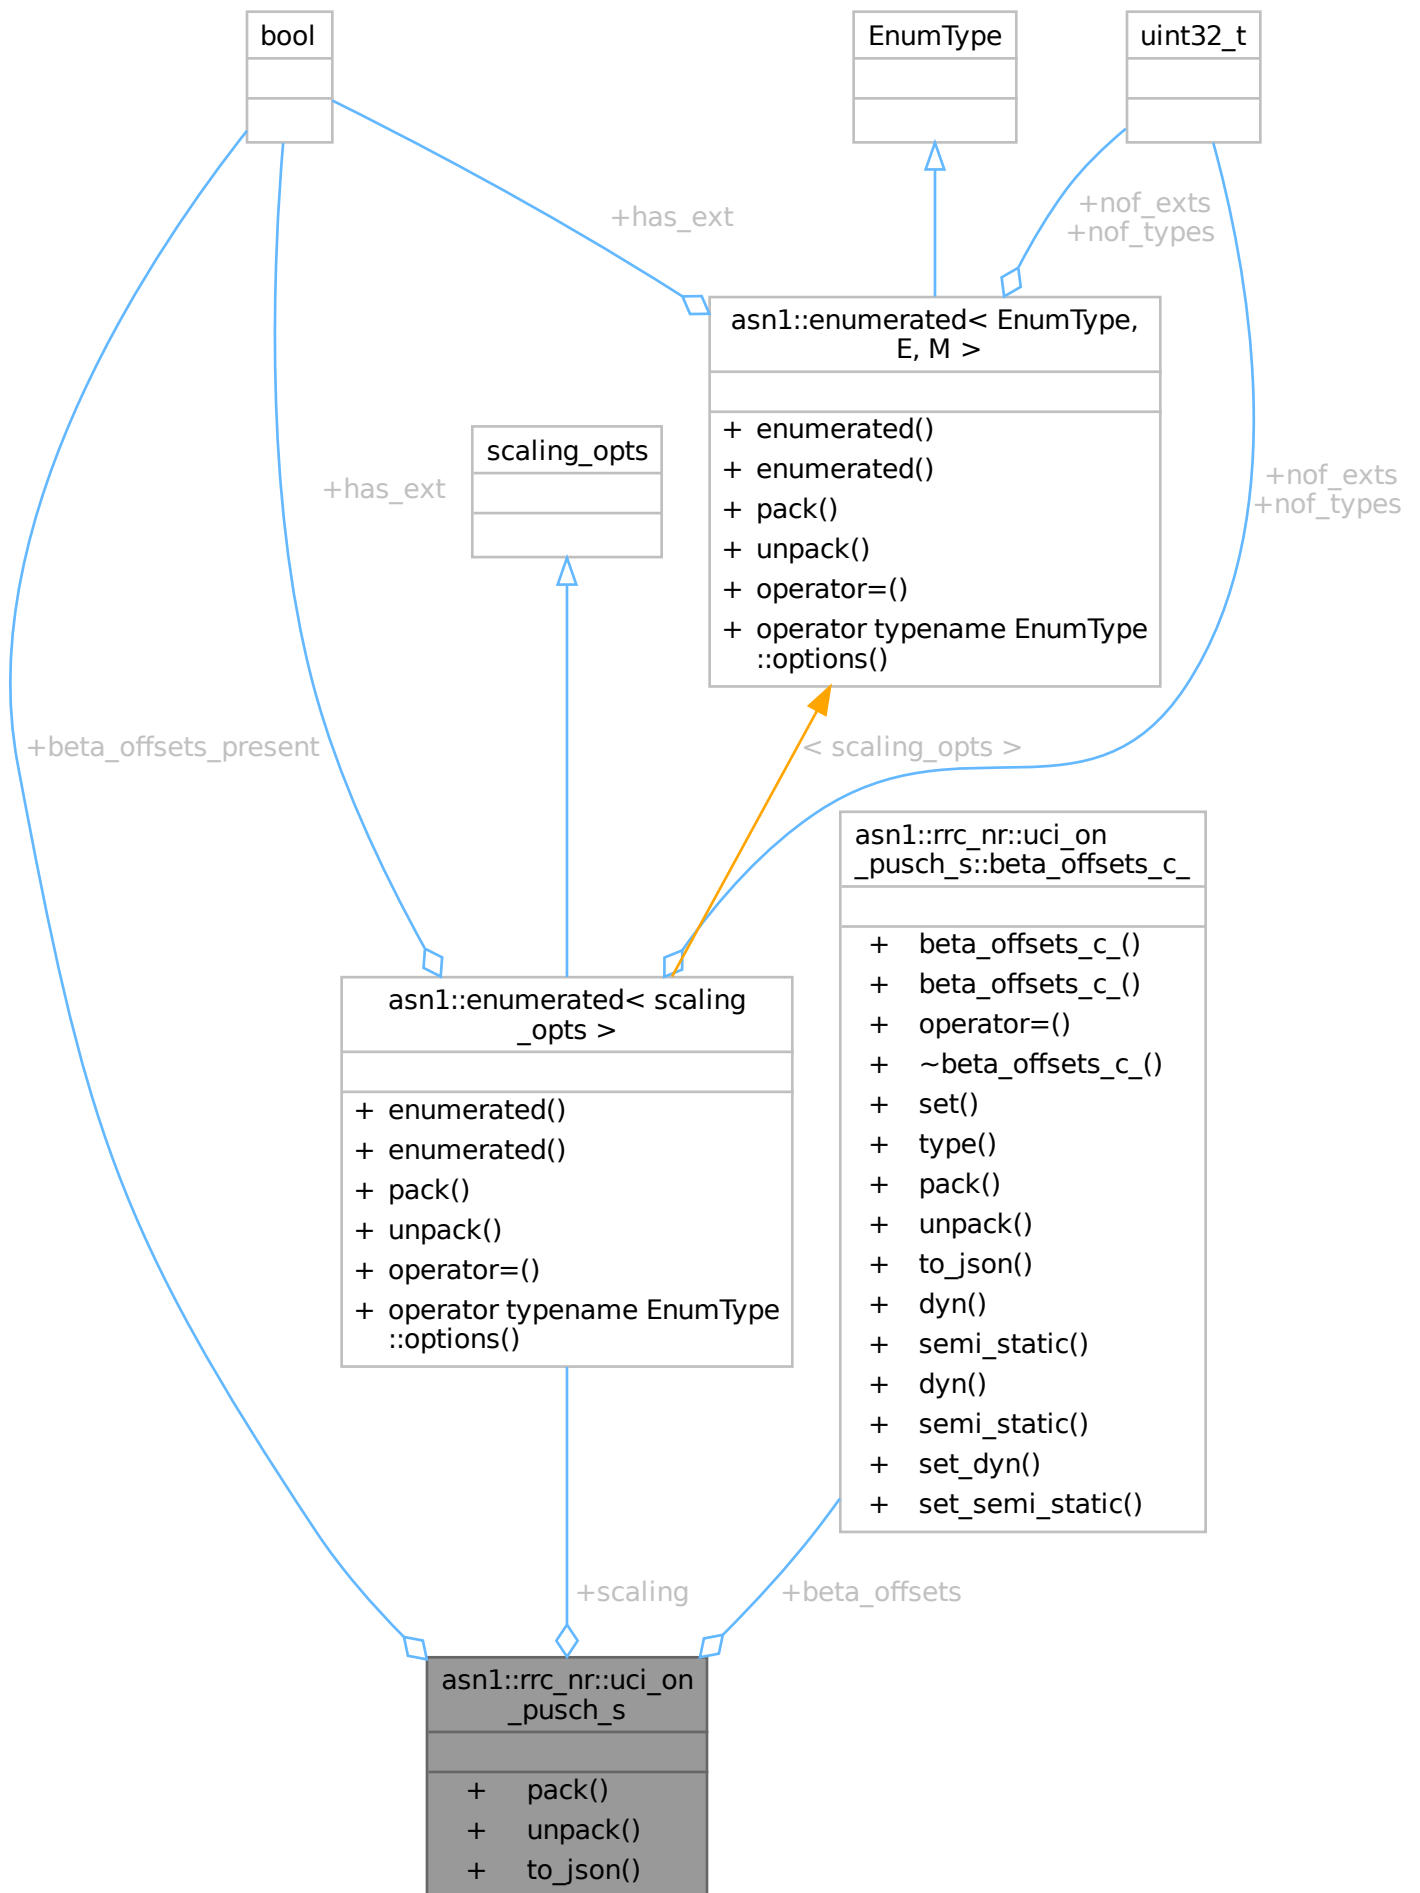 bool
EnumType
uint32_t
+has_ext
+nof_exts
+nof_types
asn1::enumerated< EnumType,
E, M >
+ enumerated()
+ enumerated()
+ pack()
+ unpack()
+ operator=()
+ operator typename EnumType
::options()
scaling_opts
+has_ext
+nof_exts
+nof_types
+beta_offsets_present
< scaling_opts >
asn1::rrc_nr::uci_on
_pusch_s::beta_offsets_c_
+ beta_offsets_c_()
+ beta_offsets_c_()
+ operator=()
+ ~beta_offsets_c_()
+ set()
+ type()
+ pack()
+ unpack()
+ to_json()
+ dyn()
+ semi_static()
+ dyn()
+ semi_static()
+ set_dyn()
+ set_semi_static()
asn1::enumerated< scaling
_opts >
+ enumerated()
+ enumerated()
+ pack()
+ unpack()
+ operator=()
+ operator typename EnumType
::options()
+scaling
+beta_offsets
asn1::rrc_nr::uci_on
_pusch_s
+ pack()
+ unpack()
+ to_json()